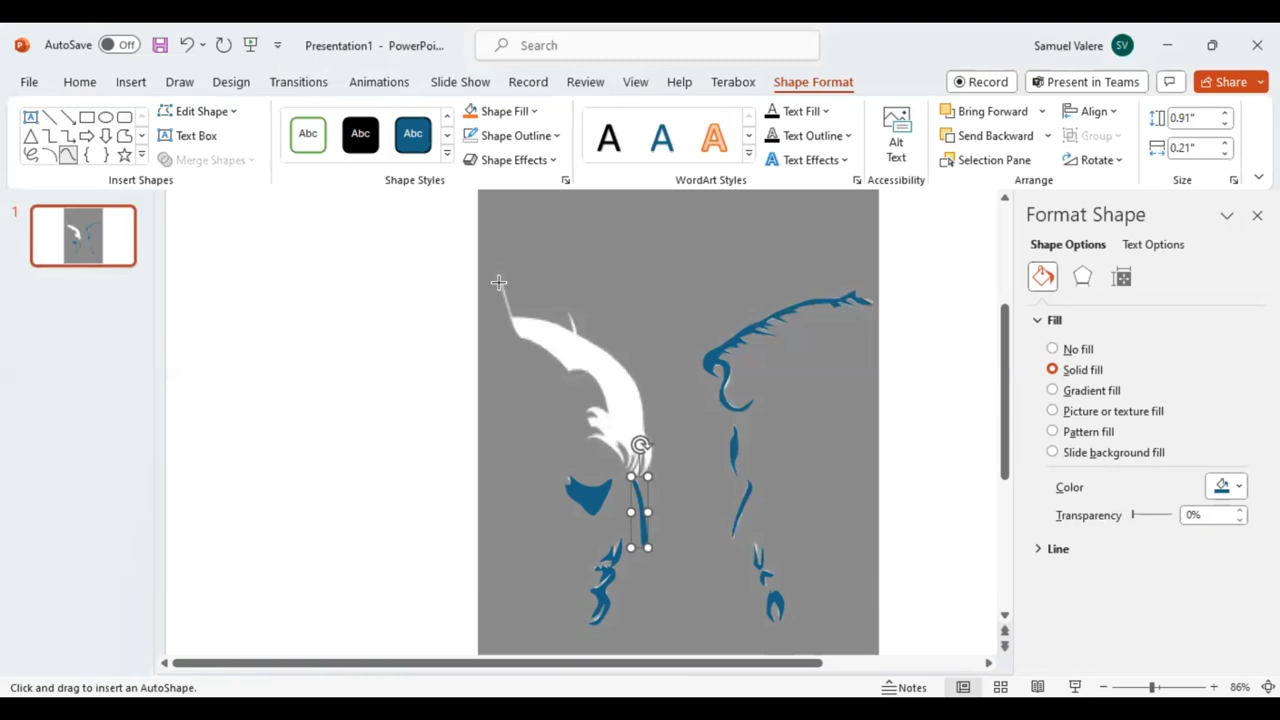 AutoSave Off Presentation1 - PowerPoi... Search Samuel Valere SV
File Home Insert Draw Design Transitions Animations Slide Show Record Review View Help Terabox Shape Format Record Present in Teams Share
Edit Shape
Text Box
Merge Shapes
Insert Shapes
Abc Abc Abc
Shape Fill
Shape Outline
Shape Effects
Shape Styles
A A A
Text Fill
Text Outline
Text Effects
WordArt Styles
Alt
Text
Accessibility
Bring Forward
Send Backward
Selection Pane
Align
Group
Rotate
Arrange
0.91"
0.21"
Size
1
Format Shape
Shape Options Text Options
Fill
No fill
Solid fill
Gradient fill
Picture or texture fill
Pattern fill
Slide background fill
Color
Transparency 0%
Line
Click and drag to insert an AutoShape. Notes 86%